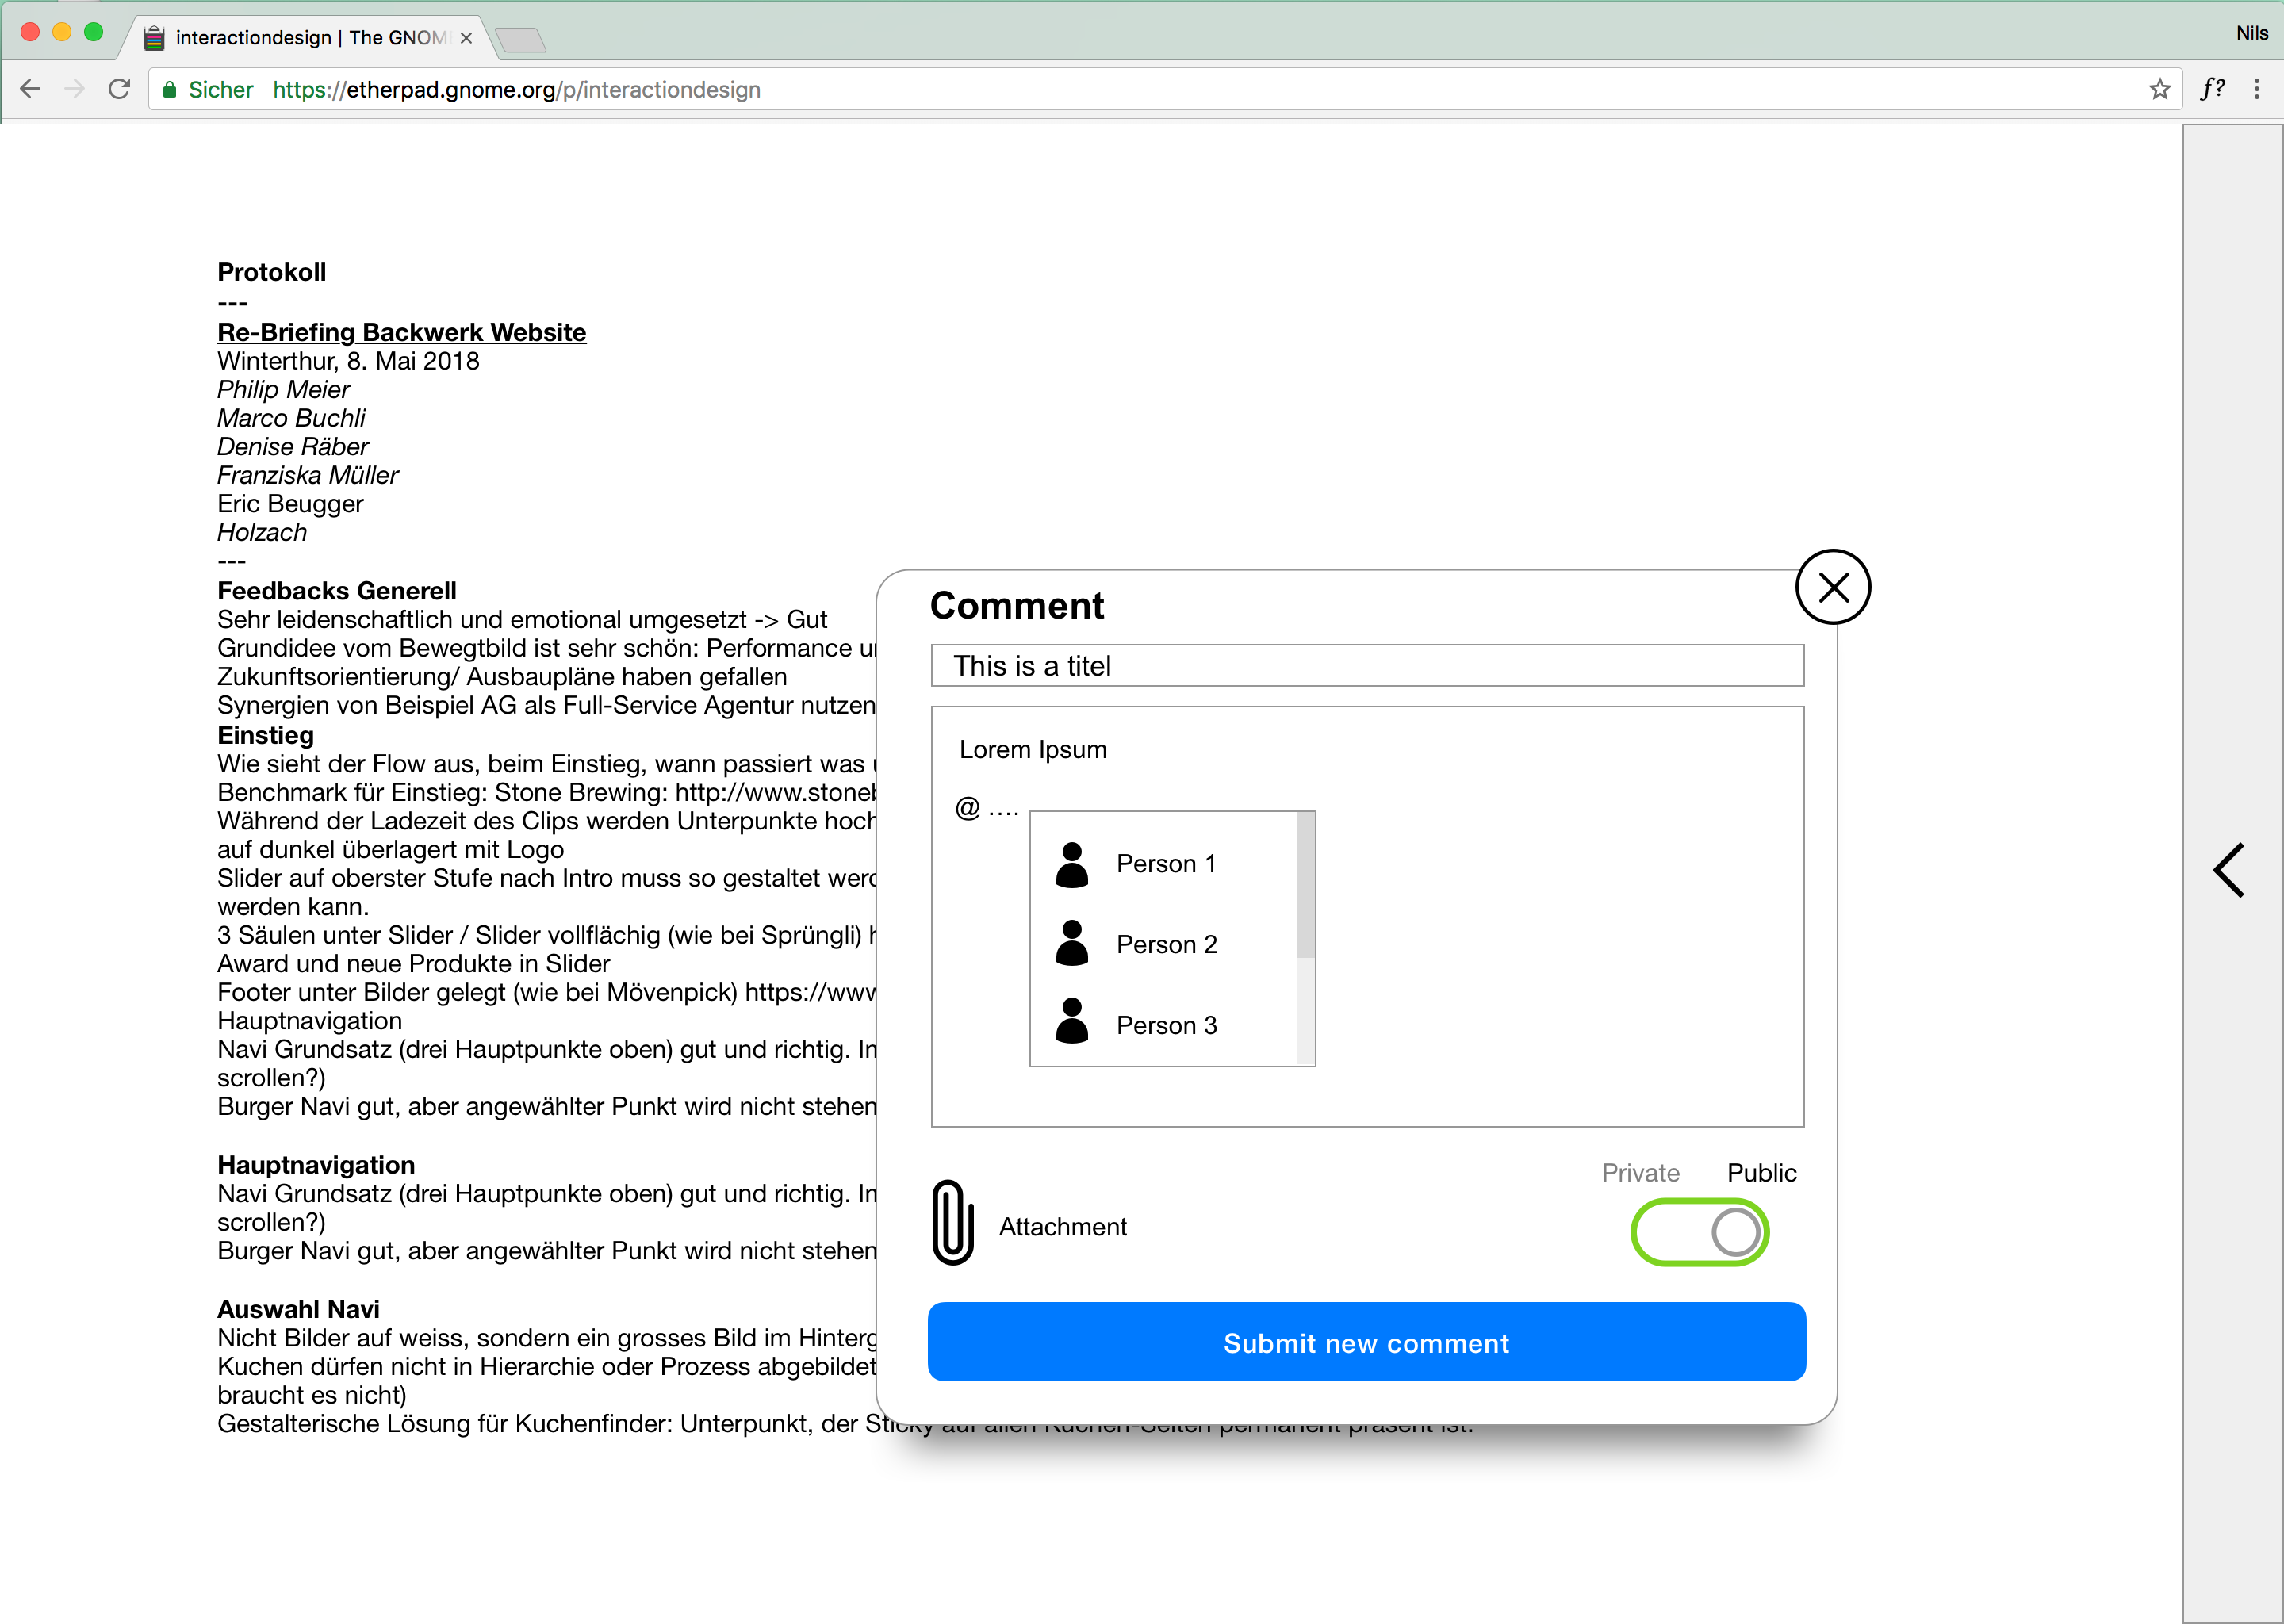 interactiondesign | The GNOM
Nils
Sicher https://etherpad.gnome.org/p/interactiondesign
f?
Protokoll
---
Re-Briefing Backwerk Website
Winterthur, 8. Mai 2018
Philip Meier
Marco Buchli
Denise Räber
Franziska Müller
Eric Beugger
Holzach
---
Feedbacks Generell
Sehr leidenschaftlich und emotional umgesetzt -> Gut
Grundidee vom Bewegtbild ist sehr schön: Performance
Zukunftsorientierung/ Ausbaupläne haben gefallen
Synergien von Beispiel AG als Full-Service Agentur nutzen
Einstieg
Wie sieht der Flow aus, beim Einstieg, wann passiert was
Benchmark für Einstieg: Stone Brewing: http://www.stone
Während der Ladezeit des Clips werden Unterpunkte hoch
auf dunkel überlagert mit Logo
Slider auf oberster Stufe nach Intro muss so gestaltet
werden kann.
3 Säulen unter Slider / Slider vollflächig (wie bei Sprüngli)
Award und neue Produkte in Slider
Footer unter Bilder gelegt (wie bei Mövenpick) https://www
Hauptnavigation
Navi Grundsatz (drei Hauptpunkte oben) gut und richtig. In
scrollen?)
Burger Navi gut, aber angewählter Punkt wird nicht stehen
Hauptnavigation
Navi Grundsatz (drei Hauptpunkte oben) gut und richtig. In
scrollen?)
Burger Navi gut, aber angewählter Punkt wird nicht stehen
Auswahl Navi
Nicht Bilder auf weiss, sondern ein grosses Bild im
Kuchen dürfen nicht in Hierarchie oder Prozess abgebildet
braucht es nicht)
Gestalterische Lösung für Kuchenfinder: Unterpunkt, der Sticky auf allen Kuchen-Seiten permanent präsent ist.
Comment
This is a titel
Lorem Ipsum
@ ....
Person 1
Person 2
Person 3
Private Public
Attachment
Submit new comment